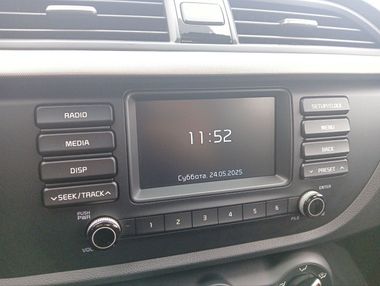 RADIO
MEDIA
DISP
SEEK/TRACK
PUSH
PWR
VOL
11:52
Суббота, 24.05.2025
1 2 3 4 5 6
SETUP/CLOCK
MENU
BACK
PRESET
ENTER
FILE